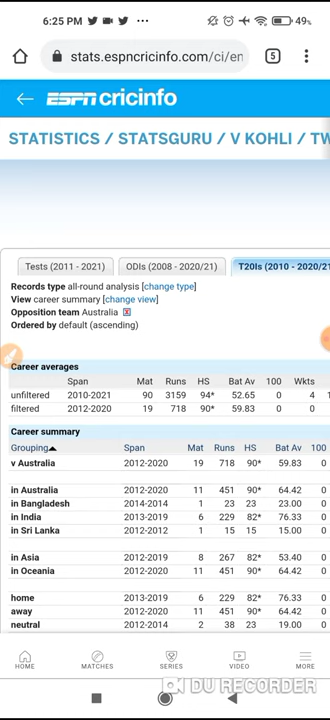 6:25 PM 49%
stats.espncricinfo.com/ci/en 5
ESPN cricinfo
STATISTICS / STATSGURU / V KOHLI / TW
Tests (2011 - 2021) ODIs (2008 - 2020/21) T20Is (2010 - 2020/21
Records type all-round analysis [change type]
View career summary [change view]
Opposition team Australia
Ordered by default (ascending)
Career averages
Span Mat Runs HS Bat Av 100 Wkts
unfiltered 2010-2021 90 3159 94* 52.65 0 4 1
filtered 2012-2020 19 718 90* 59.83 0 0
Career summary
Grouping Span Mat Runs HS Bat Av 100
v Australia 2012-2020 19 718 90* 59.83 0
in Australia 2012-2020 11 451 90* 64.42 0
in Bangladesh 2014-2014 1 23 23 23.00 0
in India 2013-2019 6 229 82* 76.33 0
in Sri Lanka 2012-2012 1 15 15 15.00 0
in Asia 2012-2019 8 267 82* 53.40 0
in Oceania 2012-2020 11 451 90* 64.42 0
home 2013-2019 6 229 82* 76.33 0
away 2012-2020 11 451 90* 64.42 0
neutral 2012-2014 2 38 23 19.00 0
HOME MATCHES SERIES VIDEO MORE
DU RECORDER